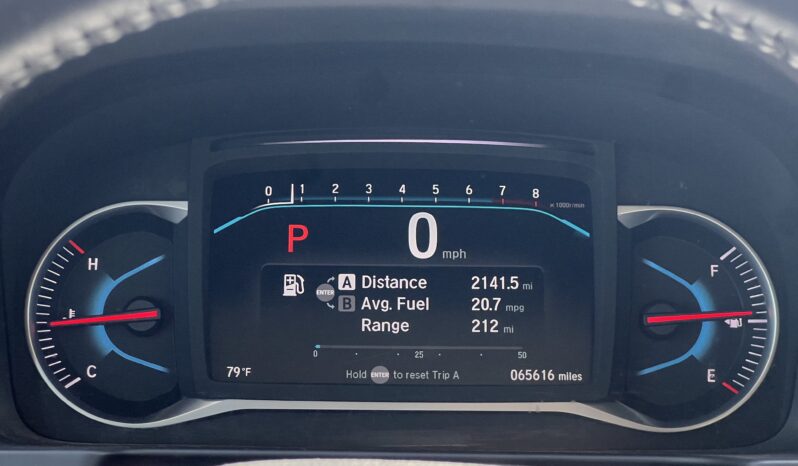 0 1 2 3 4 5 6 7 8
x 1000r/min
P 0 mph
H
F
A Distance 2141.5 mi
ENTER
B Avg. Fuel 20.7 mpg
Range 212 mi
0 25 50
C
E
79°F
Hold ENTER to reset Trip A
065616 miles